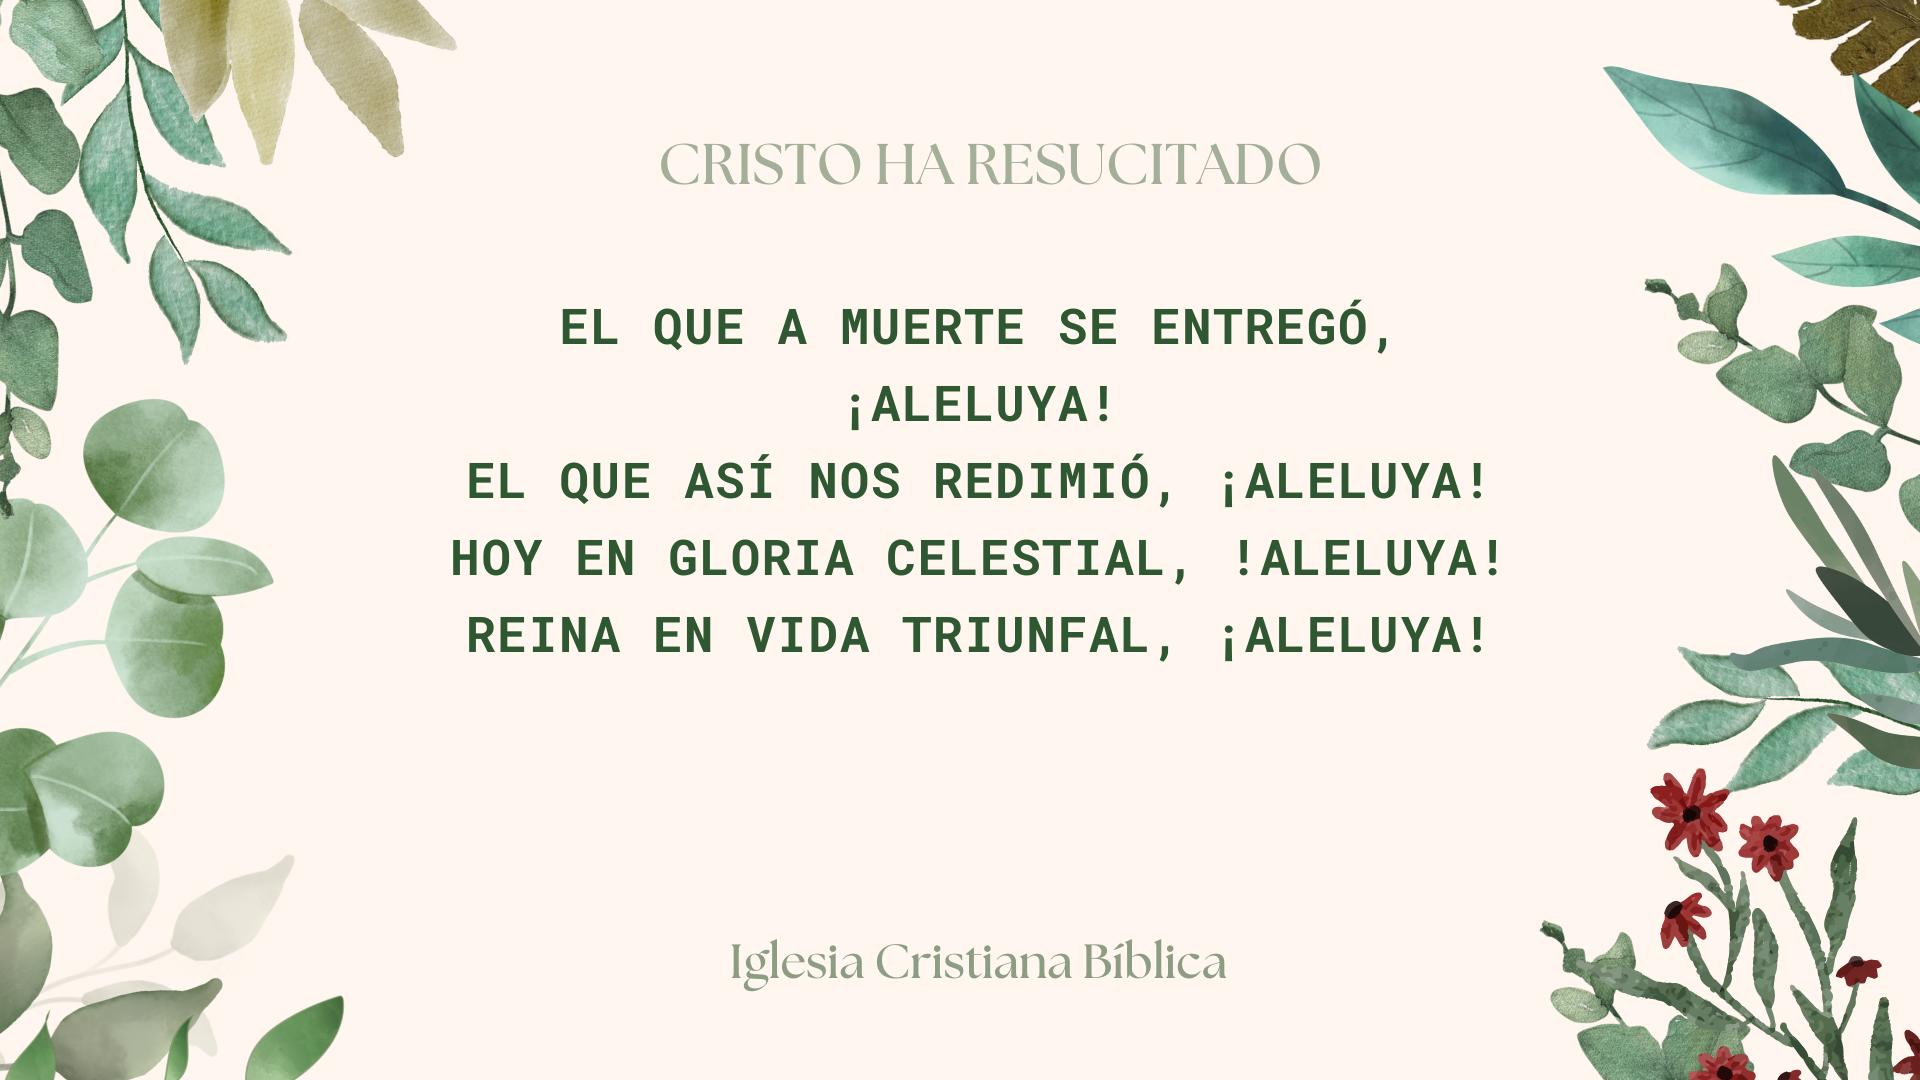 CRISTO HA RESUCITADO
EL QUE A MUERTE SE ENTREGÓ,
¡ALELUYA!
EL QUE ASÍ NOS REDIMIÓ, ¡ALELUYA!
HOY EN GLORIA CELESTIAL, !ALELUYA!
REINA EN VIDA TRIUNFAL, ¡ALELUYA!
Iglesia Cristiana Bíblica